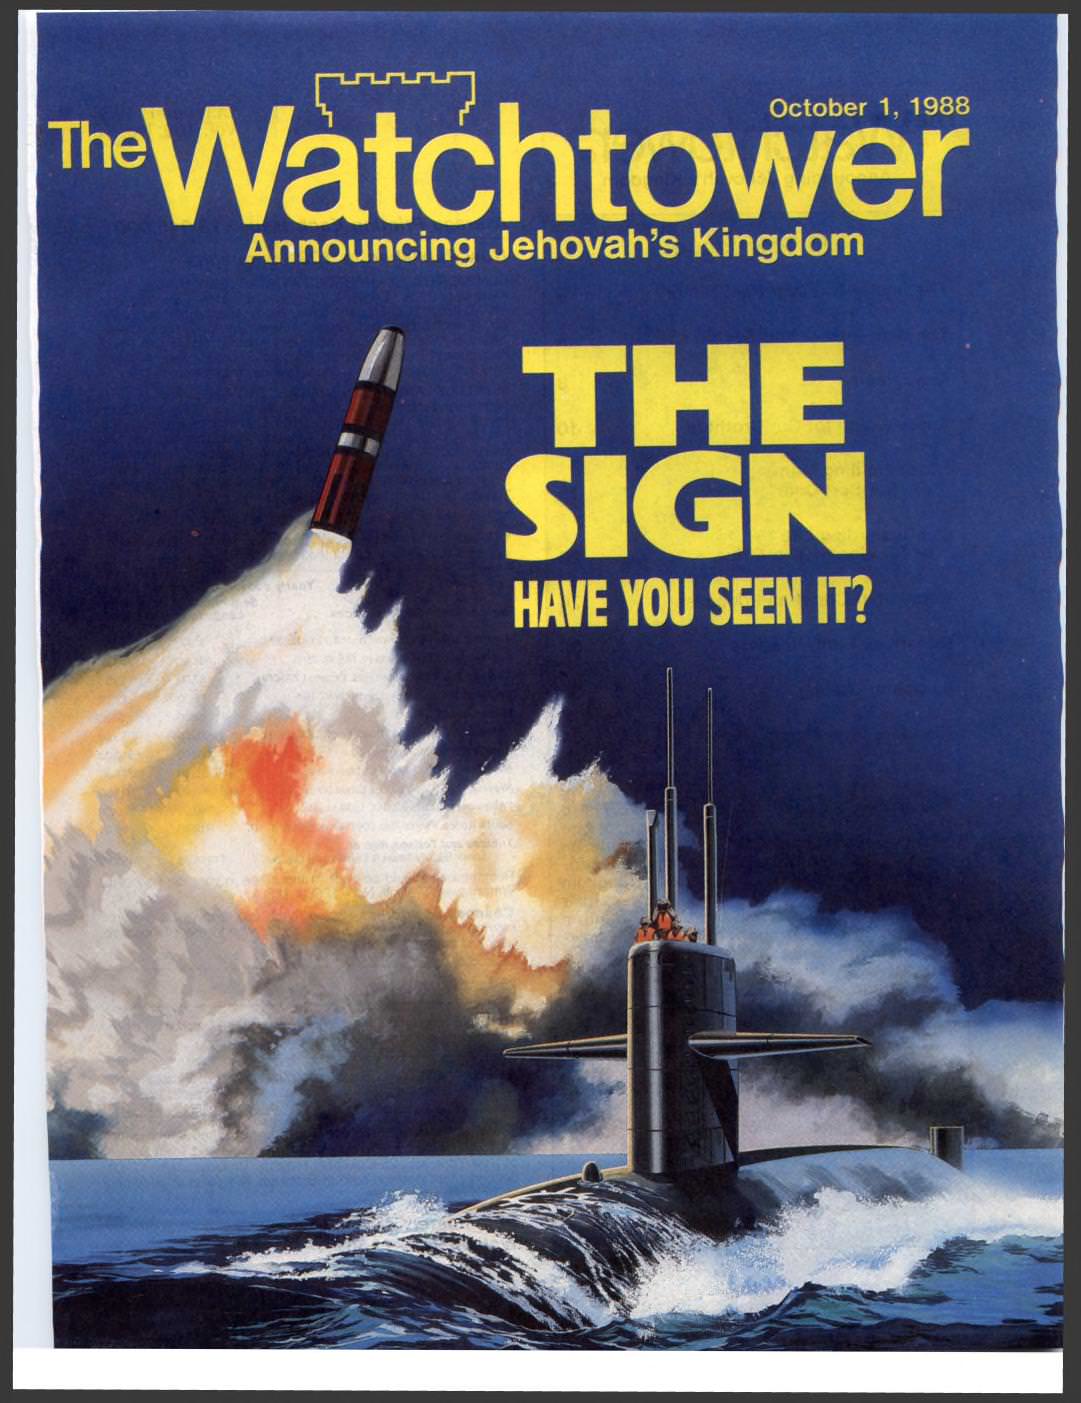 The Watchtower
October 1, 1988
Announcing Jehovah's Kingdom
THE
SIGN
HAVE YOU SEEN IT?